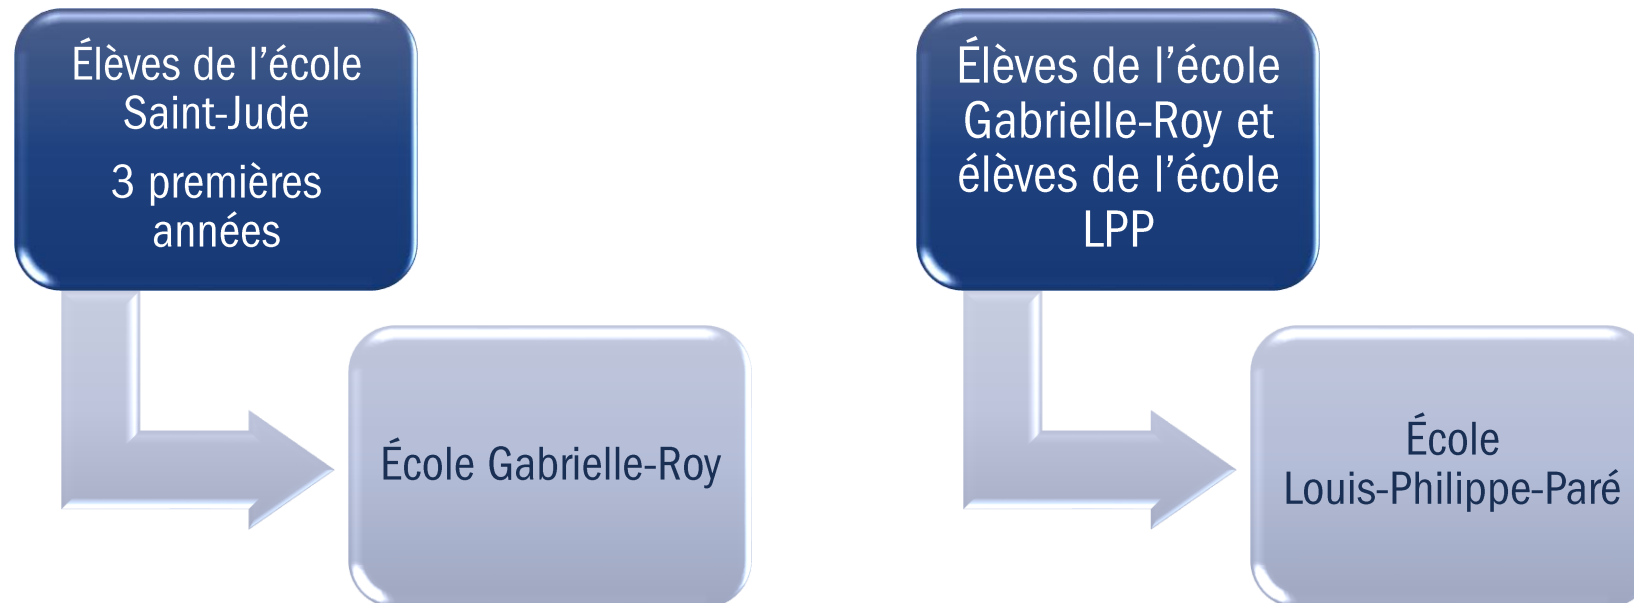 Élèves de l’école
Saint-Jude
3 premières
années
École Gabrielle-Roy
Élèves de l’école
Gabrielle-Roy et
élèves de l’école
LPP
École
Louis-Philippe-Paré